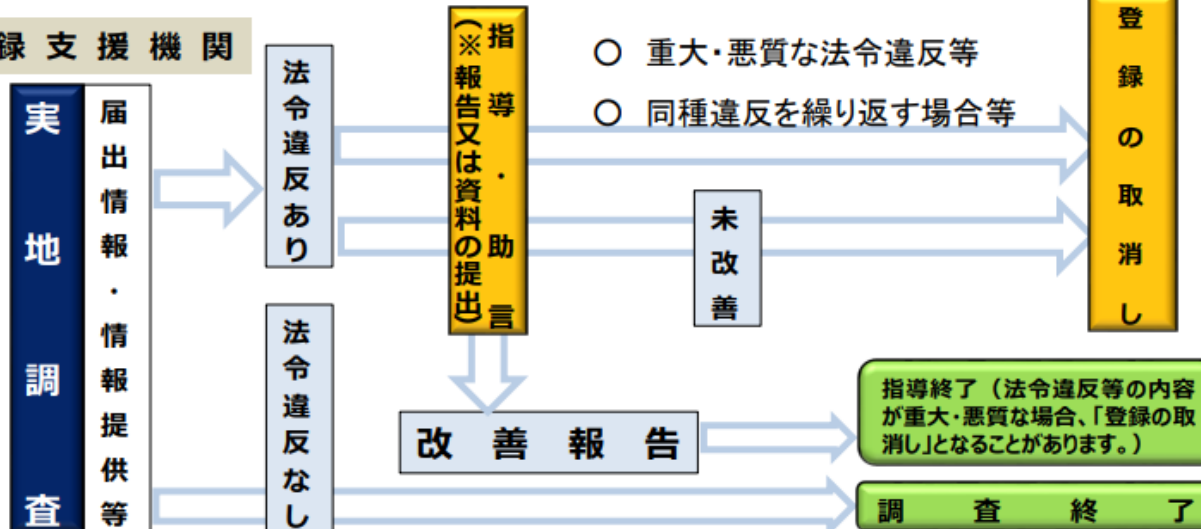 録支援機関
実地調査
届出情報・情報提供等
法令違反あり
法令違反なし
指導・助言
(※報告又は資料の提出)
○ 重大・悪質な法令違反等
○ 同種違反を繰り返す場合等
未改善
登録の取消し
改善報告
指導終了（法令違反等の内容
が重大・悪質な場合、「登録の取
消し」となることがあります。）
調査終了